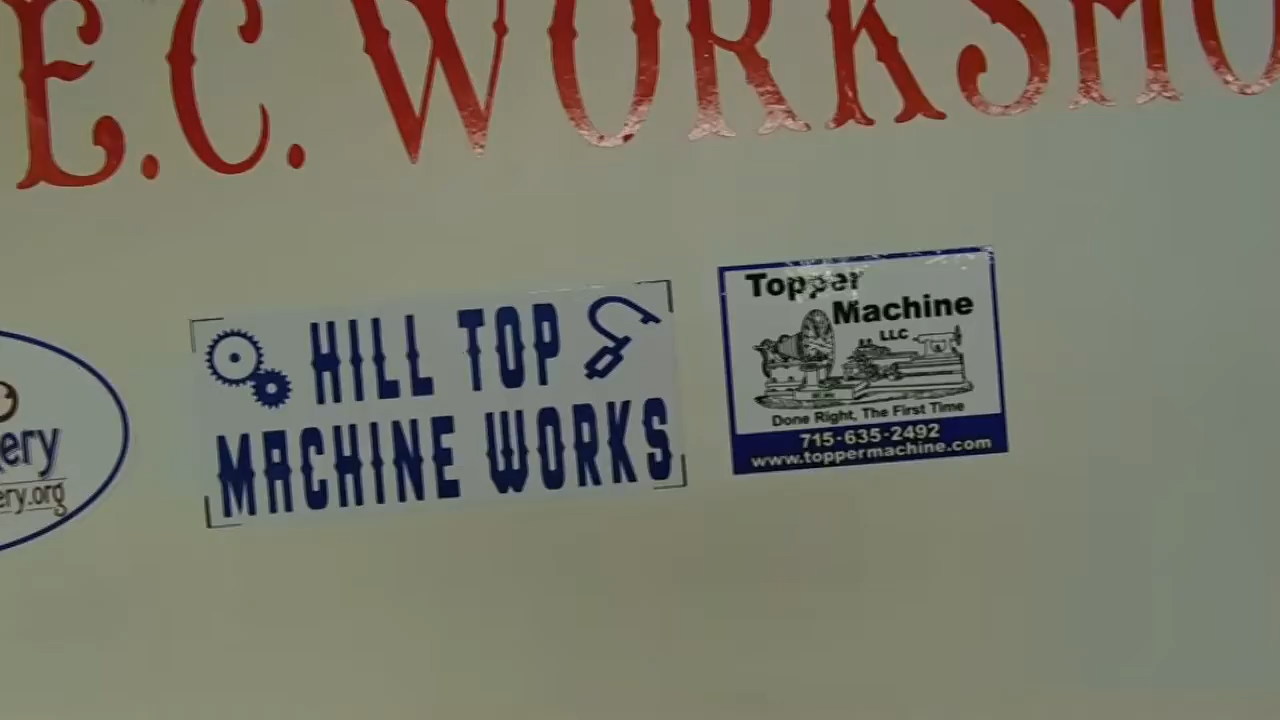 E.C. WORKSHO
HILL TOP
MACHINE WORKS
Topper
Machine
LLC
Done Right, The First Time
715-635-2492
www.toppermachine.com
ery
ery.org